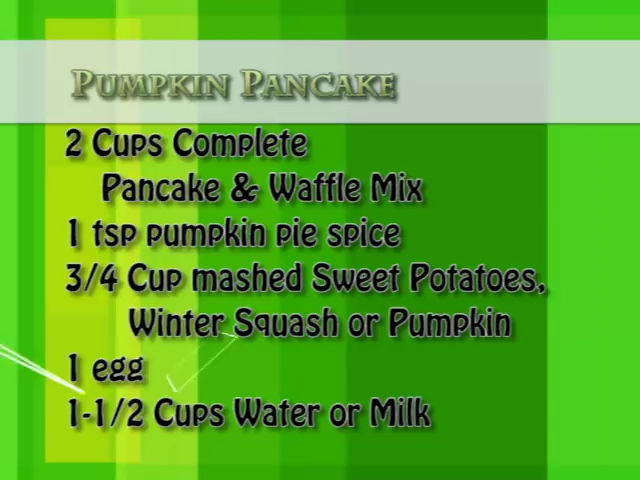 Pumpkin Pancake
2 Cups Complete
Pancake & Waffle Mix
1 tsp pumpkin pie spice
3/4 Cup mashed Sweet Potatoes,
Winter Squash or Pumpkin
1 egg
1-1/2 Cups Water or Milk